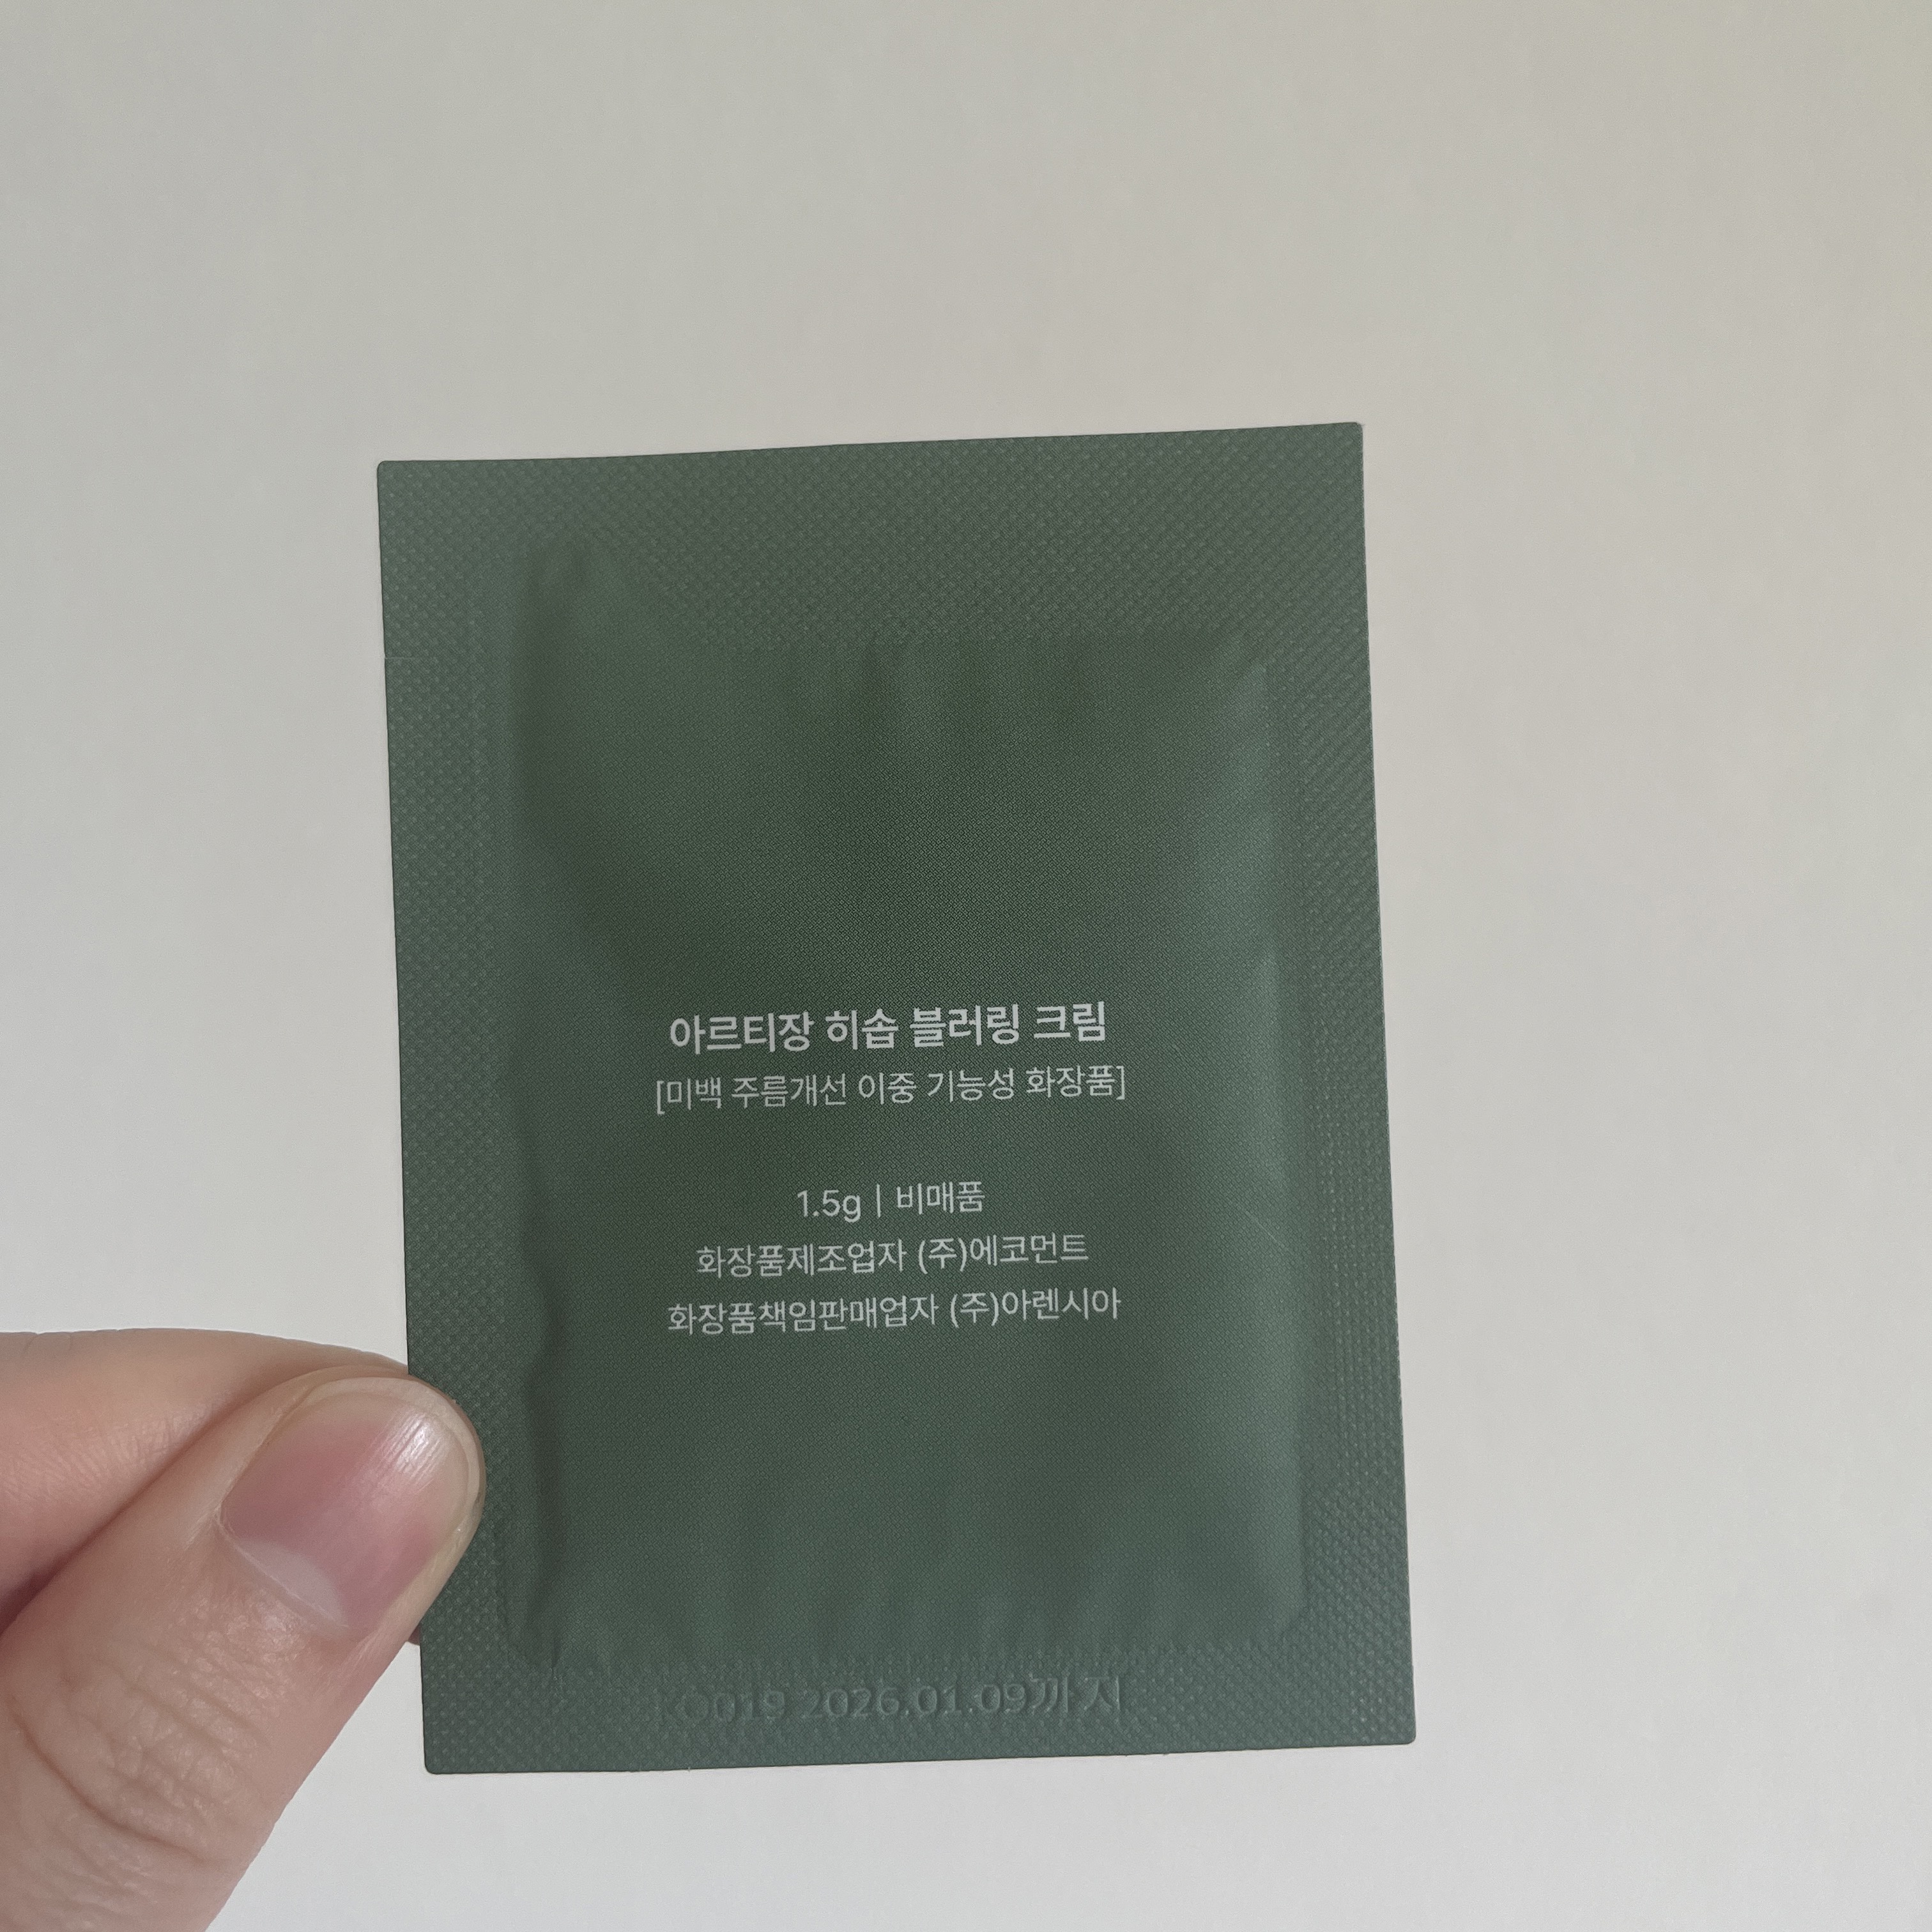 아르티장 히솝 블러링 크림
[미백 주름개선 이중 기능성 화장품]
1.5g | 비매품
화장품제조업자 (주)에코먼트
화장품책임판매업자 (주)아렌시아
2026.01.09까지